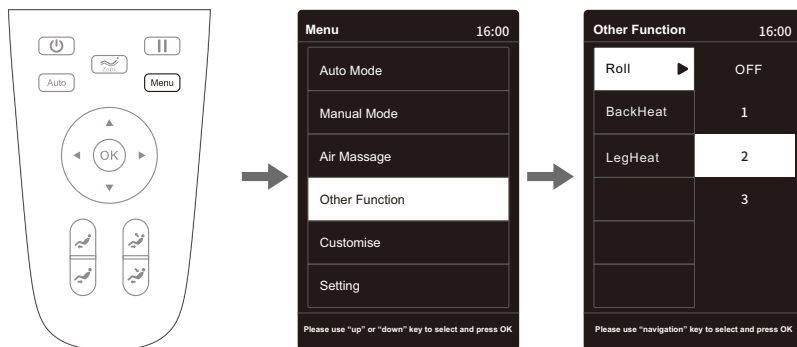 Zero
Auto
Menu
OK
Menu 16:00
Auto Mode
Manual Mode
Air Massage
Other Function
Customise
Setting
Please use “up” or “down” key to select and press OK
Other Function 16:00
Roll OFF
BackHeat 1
LegHeat 2
3
Please use “navigation” key to select and press OK